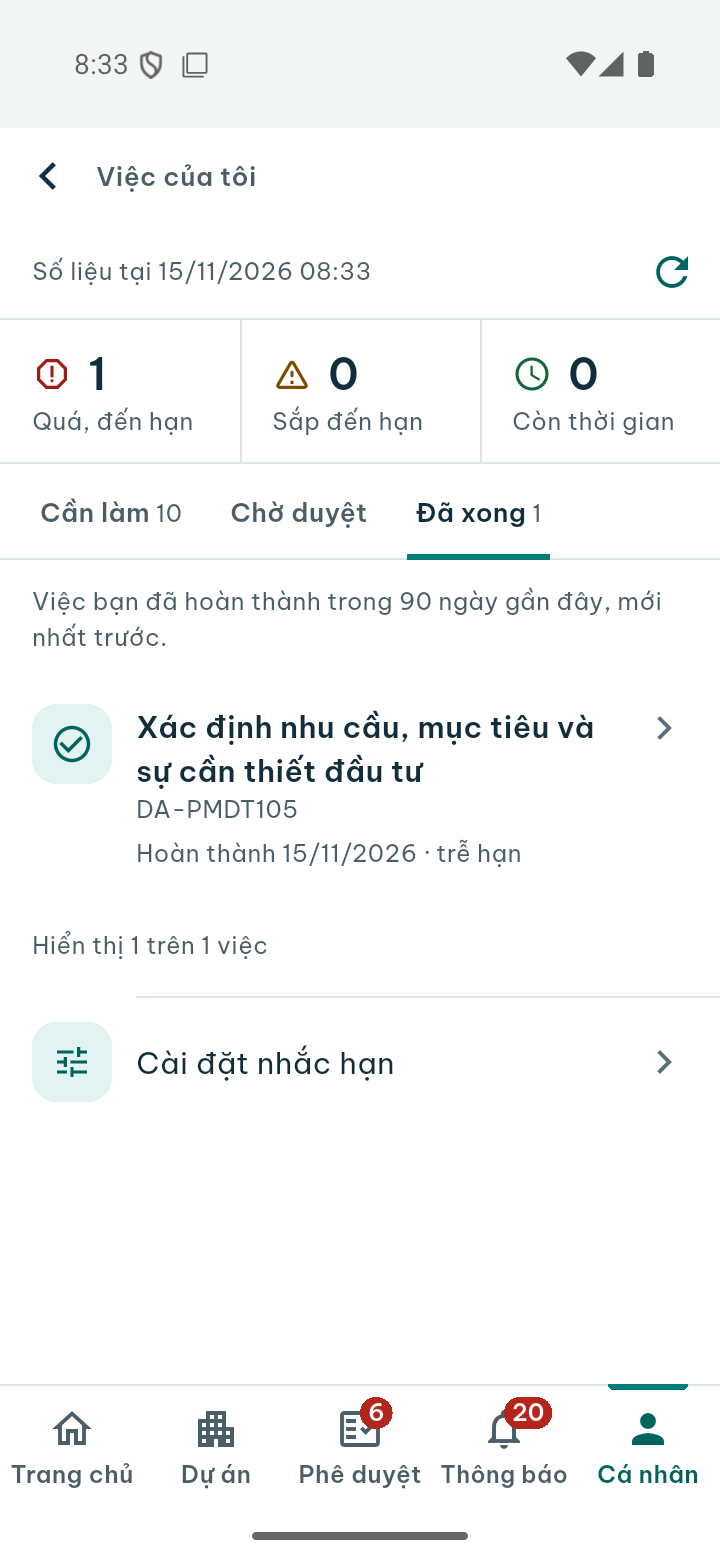 8:33
Việc của tôi
Số liệu tại 15/11/2026 08:33
1
Quá, đến hạn
0
Sắp đến hạn
0
Còn thời gian
Cần làm 10
Chờ duyệt
Đã xong 1
Việc bạn đã hoàn thành trong 90 ngày gần đây, mới
nhất trước.
Xác định nhu cầu, mục tiêu và
sự cần thiết đầu tư
DA-PMDT105
Hoàn thành 15/11/2026 · trễ hạn
Hiển thị 1 trên 1 việc
Cài đặt nhắc hạn
6
20
Trang chủ
Dự án
Phê duyệt
Thông báo
Cá nhân